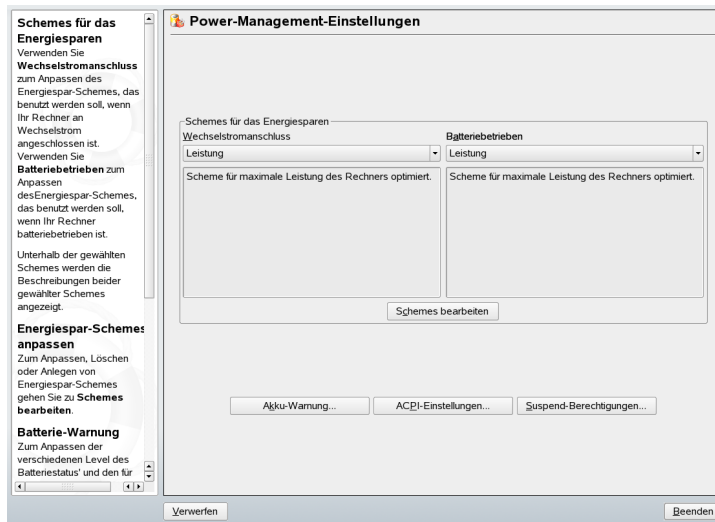 Schemes für das
Energiesparen
Verwenden Sie
Wechselstromanschluss
zum Anpassen des
Energiespar-Schemes, das
benutzt werden soll, wenn
Ihr Rechner an
Wechselstrom
angeschlossen ist.
Verwenden Sie
Batteriebetrieben zum
Anpassen
desEnergiespar-Schemes,
das benutzt werden soll,
wenn Ihr Rechner
batteriebetrieben ist.
Unterhalb der gewählten
Schemes werden die
Beschreibungen beider
gewählter Schemes
angezeigt.
Energiespar-Schemes
anpassen
Zum Anpassen, Löschen
oder Anlegen von
Energiespar-Schemes
gehen Sie zu Schemes
bearbeiten.
Batterie-Warnung
Zum Anpassen der
verschiedenen Level des
Batteriestatus' und den für
Power-Management-Einstellungen
Schemes für das Energiesparen
Wechselstromanschluss
Leistung
Scheme für maximale Leistung des Rechners optimiert.
Batteriebetrieben
Leistung
Scheme für maximale Leistung des Rechners optimiert.
Schemes bearbeiten
Akku-Warnung... ACPI-Einstellungen... Suspend-Berechtigungen...
Verwerfen Beenden